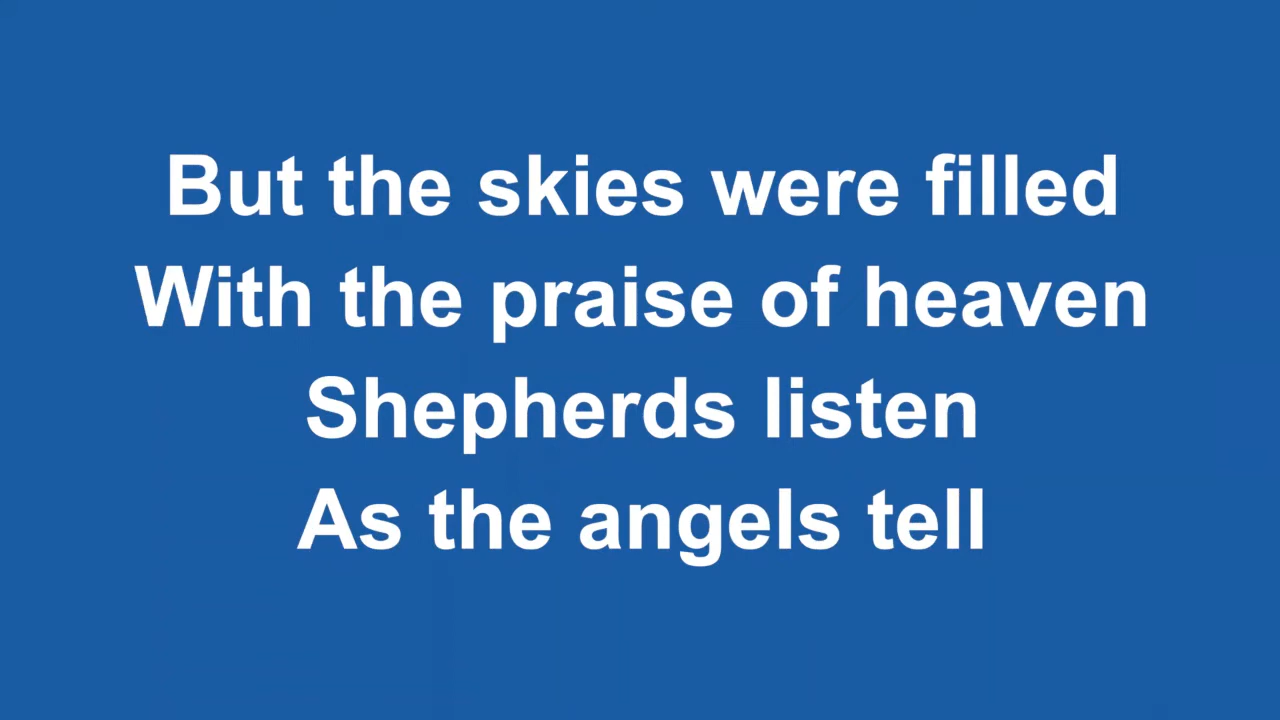 But the skies were filled
With the praise of heaven
Shepherds listen
As the angels tell